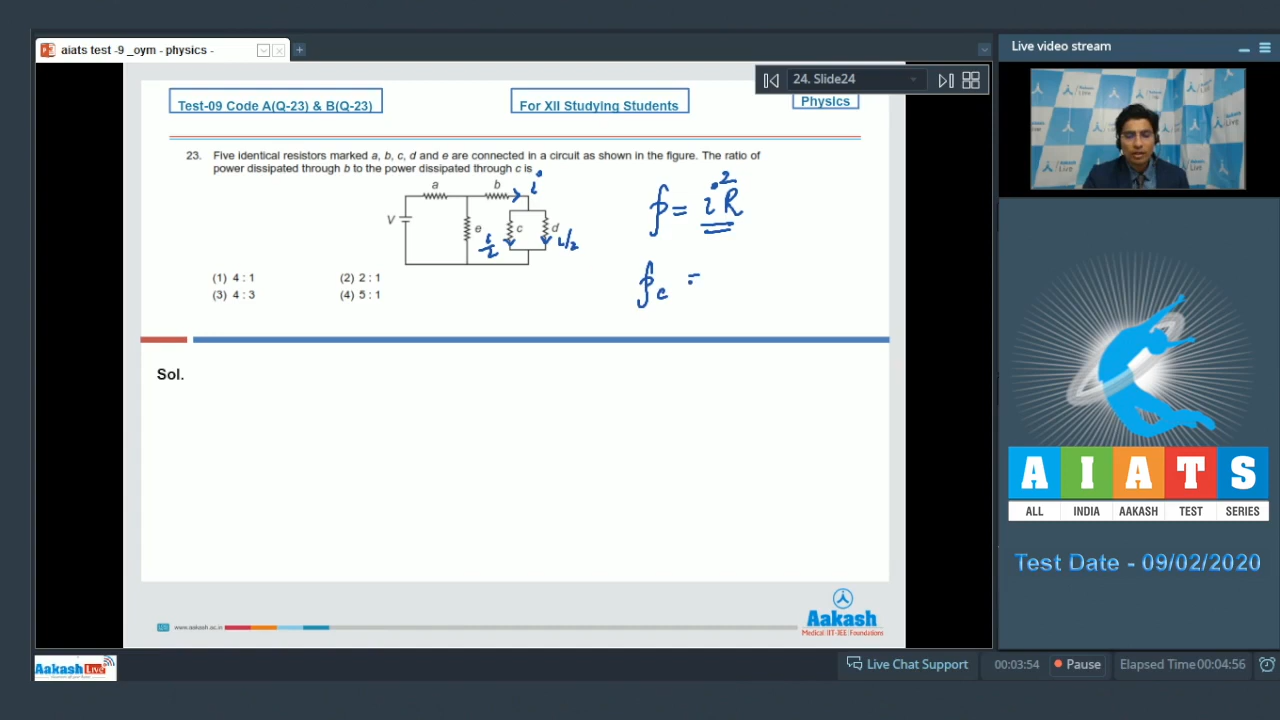 aiats test -9 _oym - physics -
Live video stream
24. Slide24
Test-09 Code A(Q-23) & B(Q-23)
For XII Studying Students
Physics
23. Five identical resistors marked a, b, c, d and e are connected in a circuit as shown in the figure. The ratio of
power dissipated through b to the power dissipated through c is
a
b
i
V
e
c
d
i/2
i/2
P = i²R
P_c =
(1) 4 : 1
(2) 2 : 1
(3) 4 : 3
(4) 5 : 1
Sol.
www.aakash.ac.in
Aakash
Medical|IIT-JEE|Foundations
Aakash Live
A I A T S
ALL INDIA AAKASH TEST SERIES
Test Date - 09/02/2020
Live Chat Support
00:03:54
Pause
Elapsed Time 00:04:56